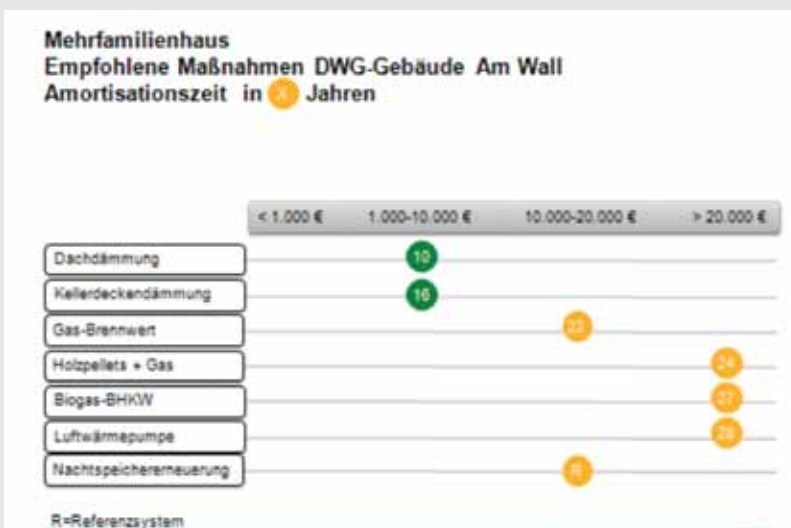 Mehrfamilienhaus
Empfohlene Maßnahmen DWG-Gebäude Am Wall
Amortisationszeit in X Jahren
< 1.000 € 1.000-10.000 € 10.000-20.000 € > 20.000 €
Dachdämmung 10
Kellerdeckendämmung 16
Gas-Brennwert 22
Holzpellets + Gas 24
Biogas-BHKW 27
Luftwärmepumpe
Nachtspeichererneuerung R
R=Referenzsystem